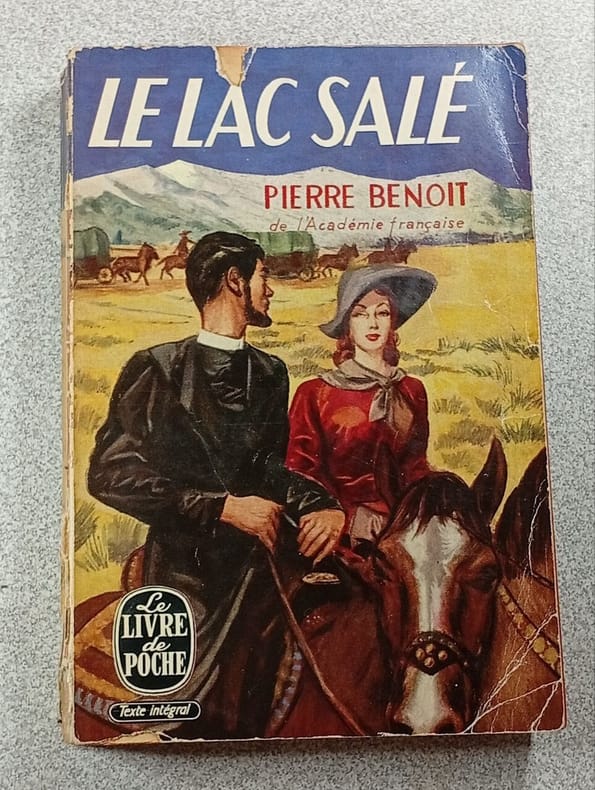 LE LAC SALÉ
PIERRE BENOIT
de l'Académie française
Le
LIVRE
de
POCHE
Texte intégral